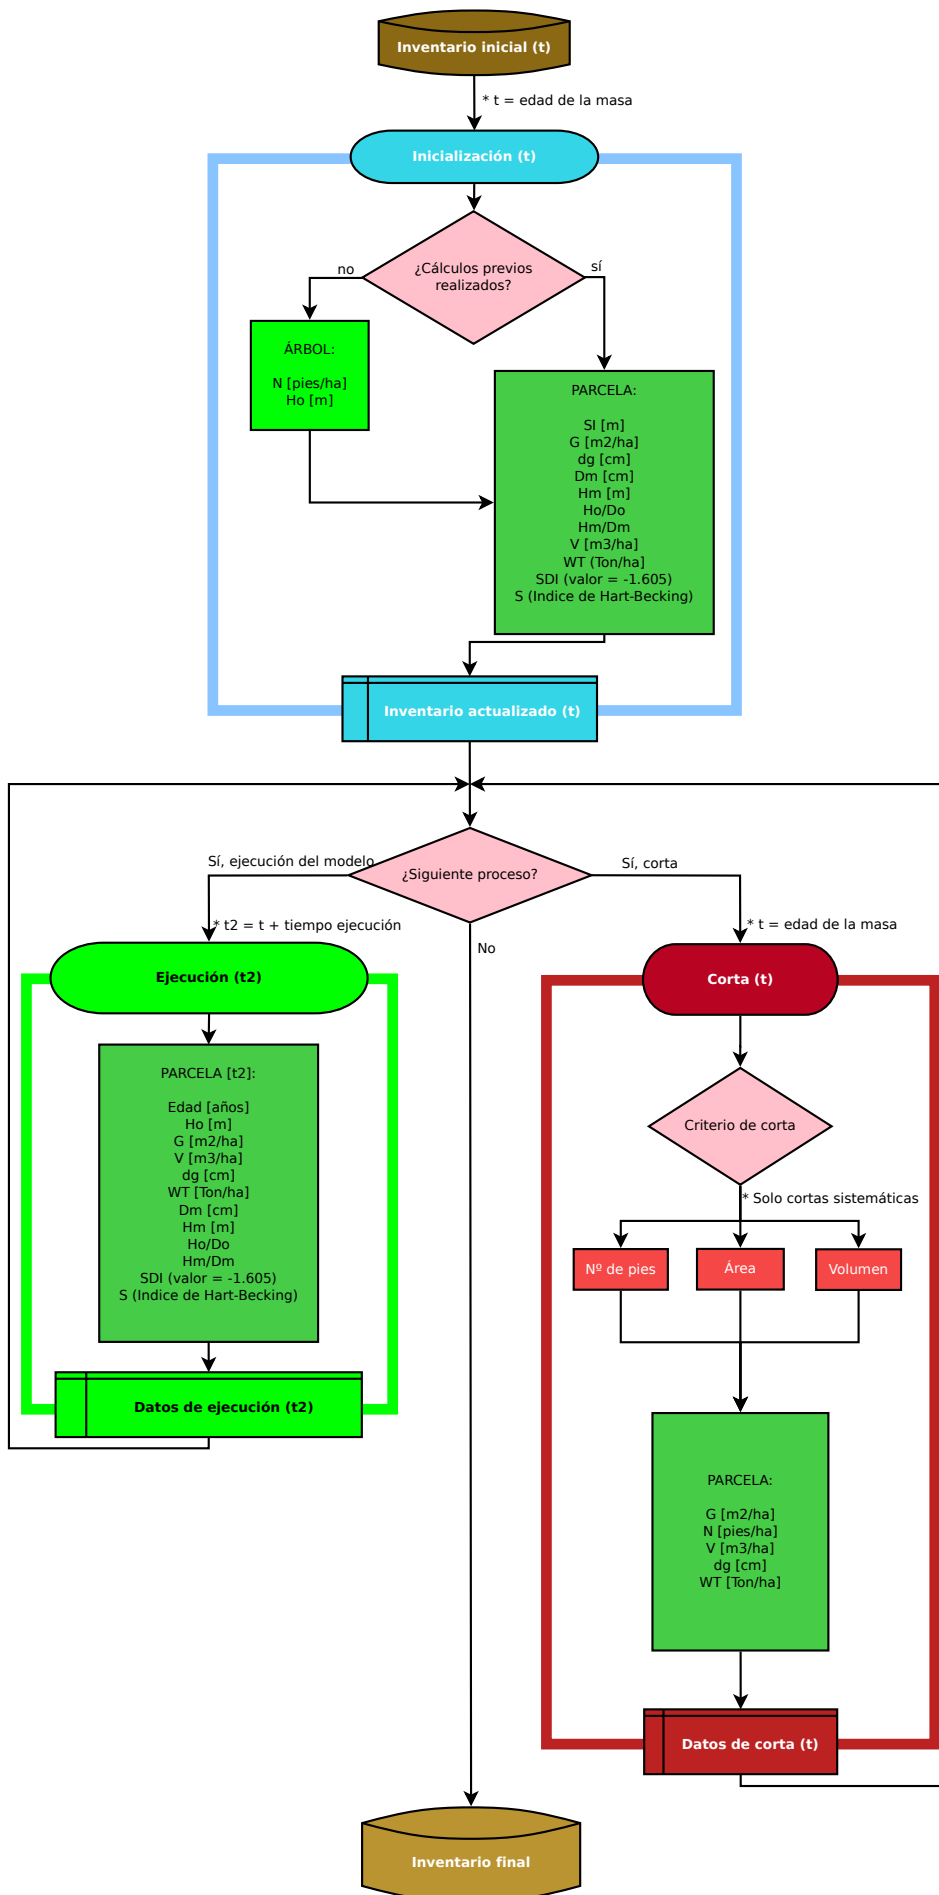 Inventario inicial (t)
* t = edad de la masa
Inicialización (t)
¿Cálculos previos
realizados?
no
sí
ÁRBOL:
N [pies/ha]
Ho [m]
PARCELA:
SI [m]
G [m2/ha]
dg [cm]
Dm [cm]
Hm [m]
Ho/Do
Hm/Dm
V [m3/ha]
WT (Ton/ha]
SDI (valor = -1.605)
S (Indice de Hart-Becking)
Inventario actualizado (t)
¿Siguiente proceso?
Sí, ejecución del modelo
Sí, corta
No
* t2 = t + tiempo ejecución
Ejecución (t2)
PARCELA [t2]:
Edad [años]
Ho [m]
G [m2/ha]
V [m3/ha]
dg [cm]
WT [Ton/ha]
Dm [cm]
Hm [m]
Ho/Do
Hm/Dm
SDI (valor = -1.605)
S (Indice de Hart-Becking)
Datos de ejecución (t2)
* t = edad de la masa
Corta (t)
Criterio de corta
* Solo cortas sistemáticas
Nº de pies
Área
Volumen
PARCELA:
G [m2/ha]
N [pies/ha]
V [m3/ha]
dg [cm]
WT [Ton/ha]
Datos de corta (t)
Inventario final